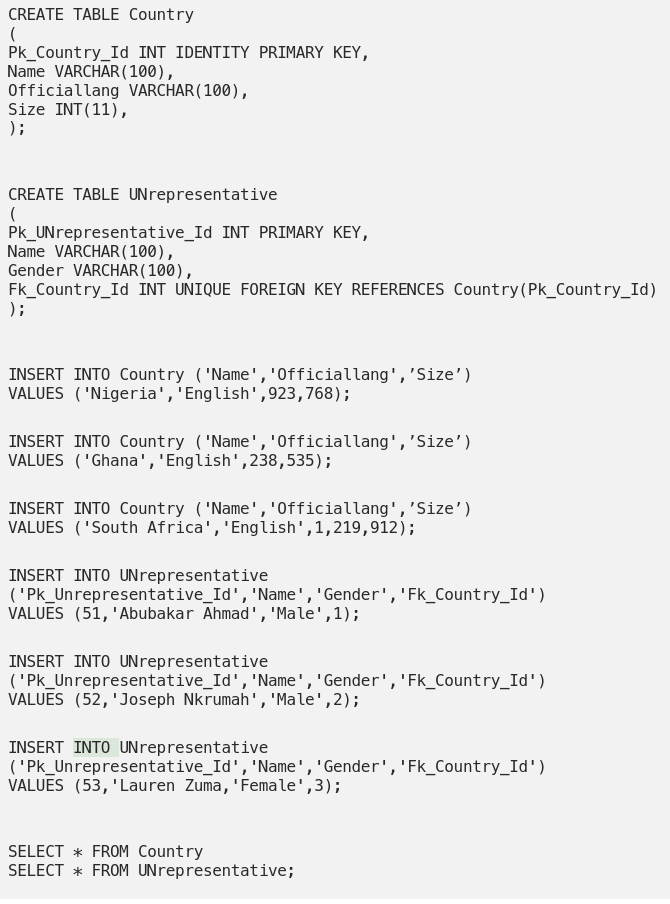 CREATE TABLE Country
(
Pk_Country_Id INT IDENTITY PRIMARY KEY,
Name VARCHAR(100),
Officiallang VARCHAR(100),
Size INT(11),
);
CREATE TABLE UNrepresentative
(
Pk_UNrepresentative_Id INT PRIMARY KEY,
Name VARCHAR(100),
Gender VARCHAR(100),
Fk_Country_Id INT UNIQUE FOREIGN KEY REFERENCES Country(Pk_Country_Id)
);
INSERT INTO Country ('Name','Officiallang',’Size’)
VALUES ('Nigeria','English',923,768);
INSERT INTO Country ('Name','Officiallang',’Size’)
VALUES ('Ghana','English',238,535);
INSERT INTO Country ('Name','Officiallang',’Size’)
VALUES ('South Africa','English',1,219,912);
INSERT INTO UNrepresentative
('Pk_Unrepresentative_Id','Name','Gender','Fk_Country_Id')
VALUES (51,'Abubakar Ahmad','Male',1);
INSERT INTO UNrepresentative
('Pk_Unrepresentative_Id','Name','Gender','Fk_Country_Id')
VALUES (52,'Joseph Nkrumah','Male',2);
INSERT INTO UNrepresentative
('Pk_Unrepresentative_Id','Name','Gender','Fk_Country_Id')
VALUES (53,'Lauren Zuma,'Female',3);
SELECT * FROM Country
SELECT * FROM UNrepresentative;